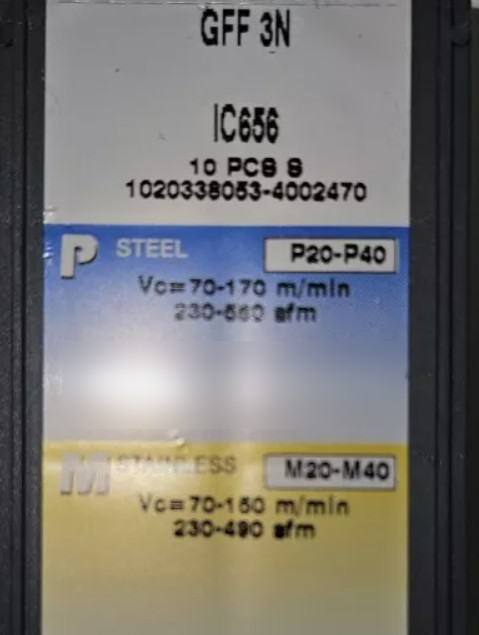 GFF 3N
IC656
10 PCS S
1020338053-4002470
P STEEL P20-P40
Vc=70-170 m/min
230-560 sfm
M STAINLESS M20-M40
Vc=70-150 m/min
230-490 sfm